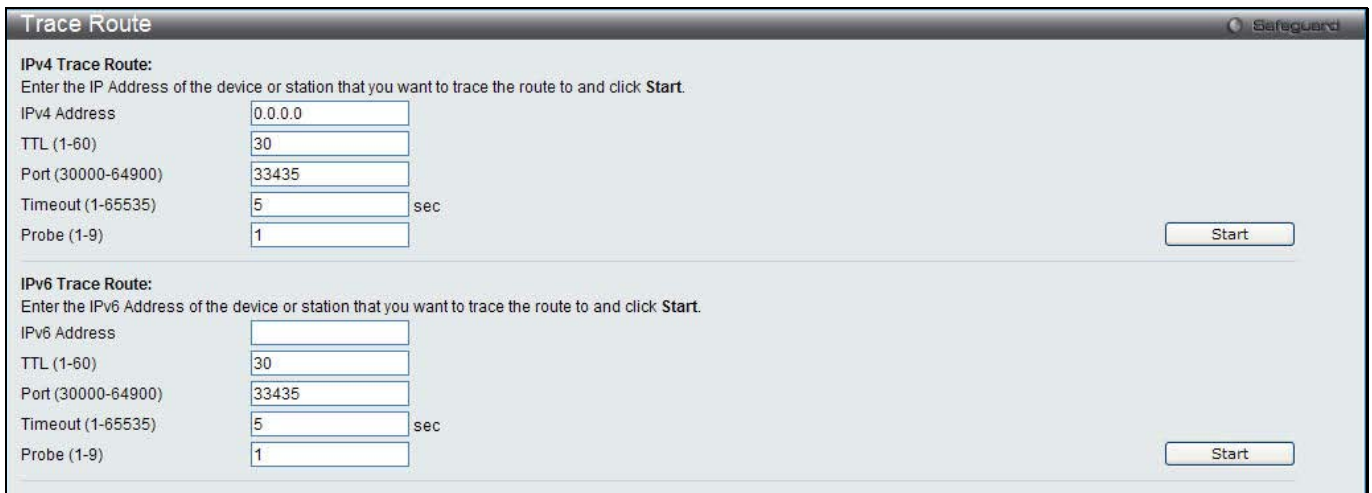 Trace Route Safeguard
IPv4 Trace Route:
Enter the IP Address of the device or station that you want to trace the route to and click Start.
IPv4 Address 0.0.0.0
TTL (1-60) 30
Port (30000-64900) 33435
Timeout (1-65535) 5 sec
Probe (1-9) 1 Start
IPv6 Trace Route:
Enter the IPv6 Address of the device or station that you want to trace the route to and click Start.
IPv6 Address
TTL (1-60) 30
Port (30000-64900) 33435
Timeout (1-65535) 5 sec
Probe (1-9) 1 Start